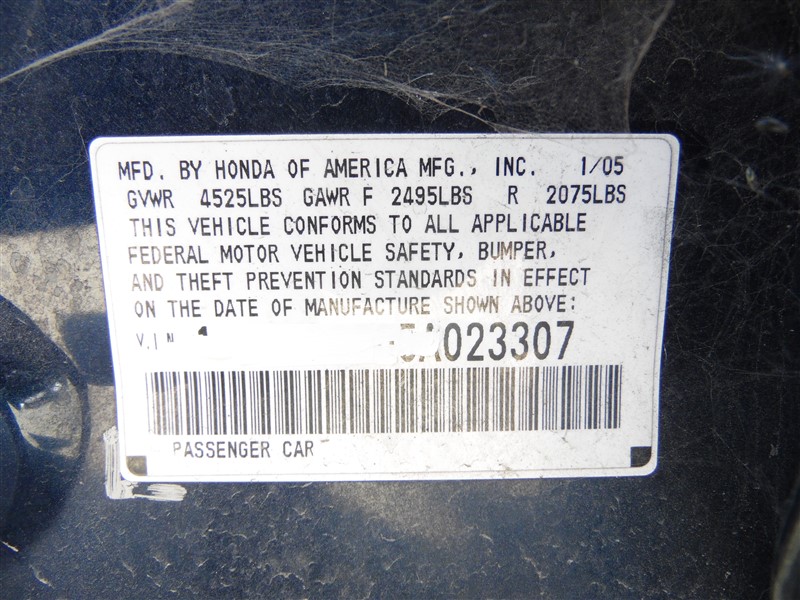 MFD. BY HONDA OF AMERICA MFG., INC. 1/05
GVWR 4525LBS GAWR F 2495LBS R 2075LBS
THIS VEHICLE CONFORMS TO ALL APPLICABLE
FEDERAL MOTOR VEHICLE SAFETY, BUMPER,
AND THEFT PREVENTION STANDARDS IN EFFECT
ON THE DATE OF MANUFACTURE SHOWN ABOVE:
V.I N 023307
PASSENGER CAR